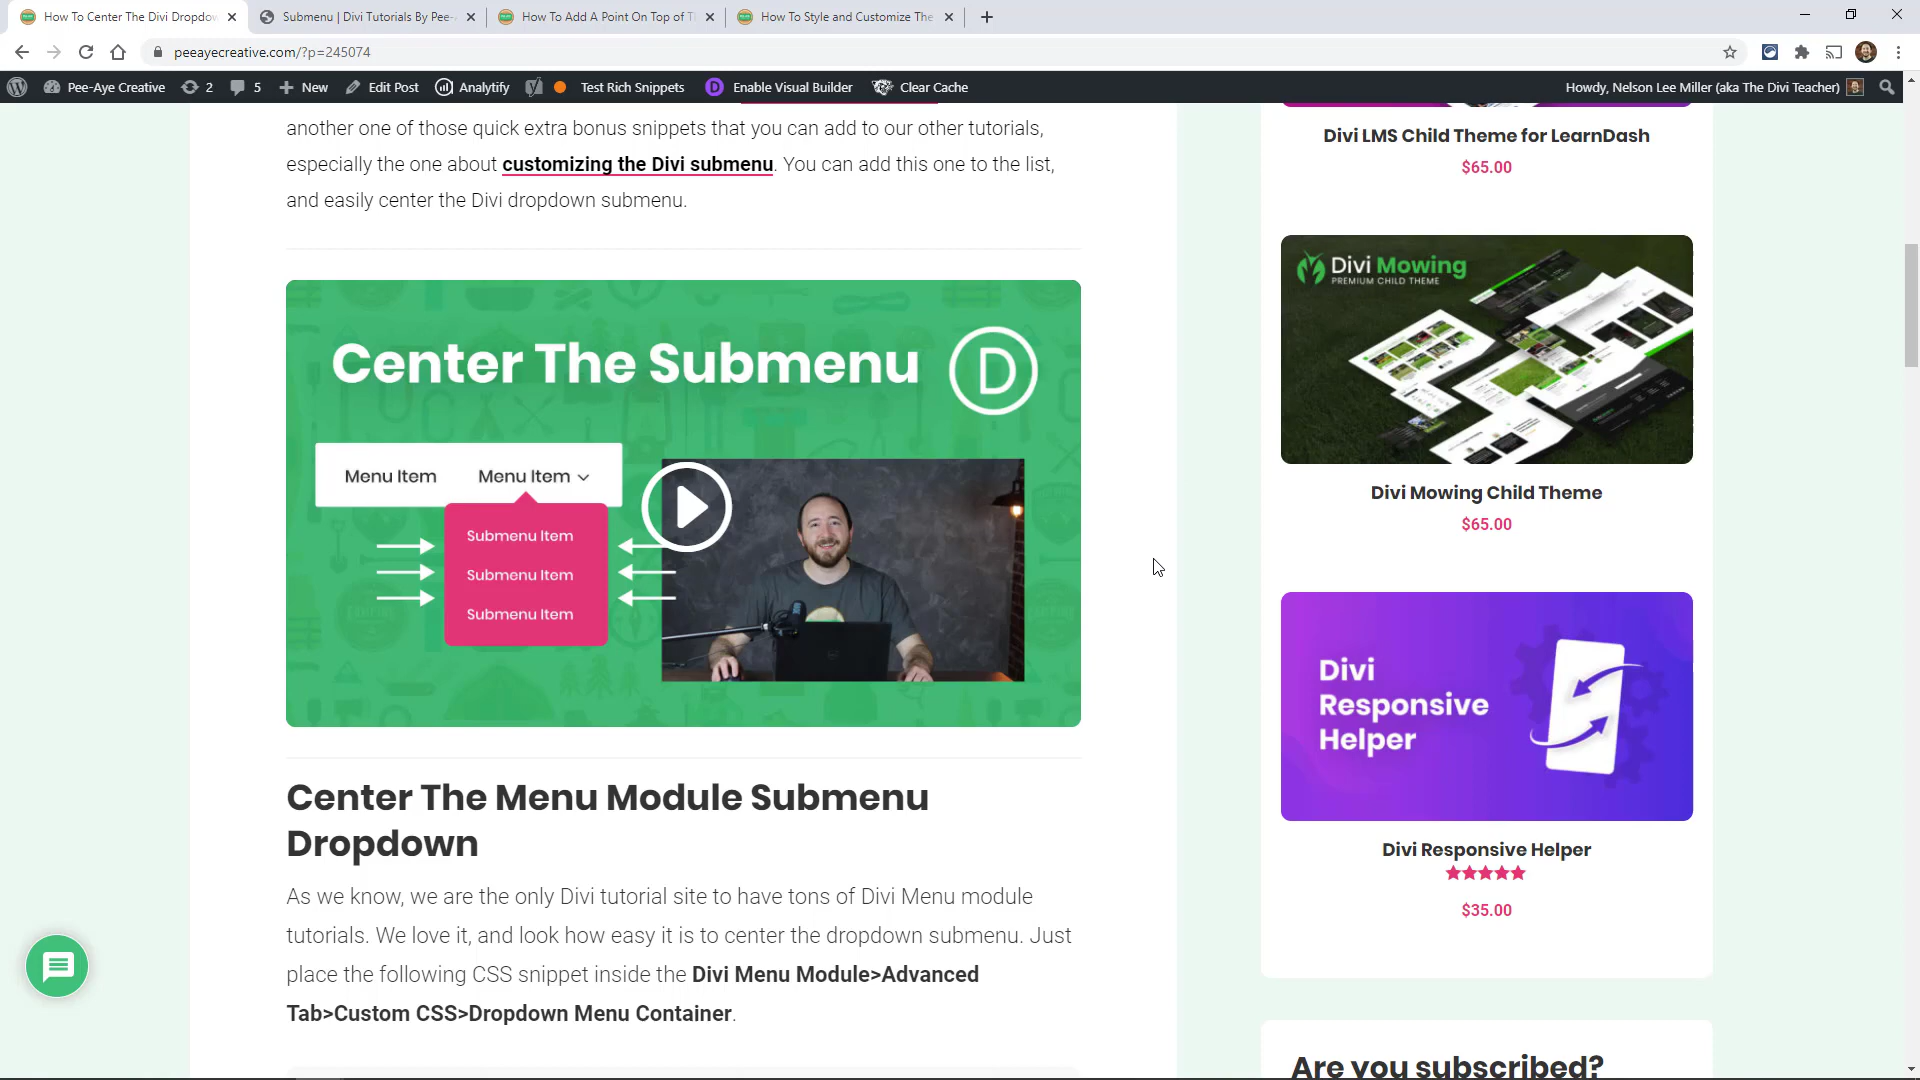 How To Center The Divi Dropdow
Submenu | Divi Tutorials By Pee-
How To Add A Point On Top of T
How To Style and Customize The
peeayecreative.com/?p=245074
Pee-Aye Creative
2
5
New
Edit Post
Analytify
Test Rich Snippets
D
Enable Visual Builder
Clear Cache
Howdy, Nelson Lee Miller (aka The Divi Teacher)
another one of those quick extra bonus snippets that you can add to our other tutorials,
especially the one about customizing the Divi submenu. You can add this one to the list,
and easily center the Divi dropdown submenu.
Center The Submenu
D
Menu Item
Menu Item
Submenu Item
Submenu Item
Submenu Item
Center The Menu Module Submenu
Dropdown
As we know, we are the only Divi tutorial site to have tons of Divi Menu module
tutorials. We love it, and look how easy it is to center the dropdown submenu. Just
place the following CSS snippet inside the Divi Menu Module>Advanced
Tab>Custom CSS>Dropdown Menu Container.
Divi LMS Child Theme for LearnDash
$65.00
Divi Mowing
PREMIUM CHILD THEME
Divi Mowing Child Theme
$65.00
Divi
Responsive
Helper
Divi Responsive Helper
$35.00
Are you subscribed?